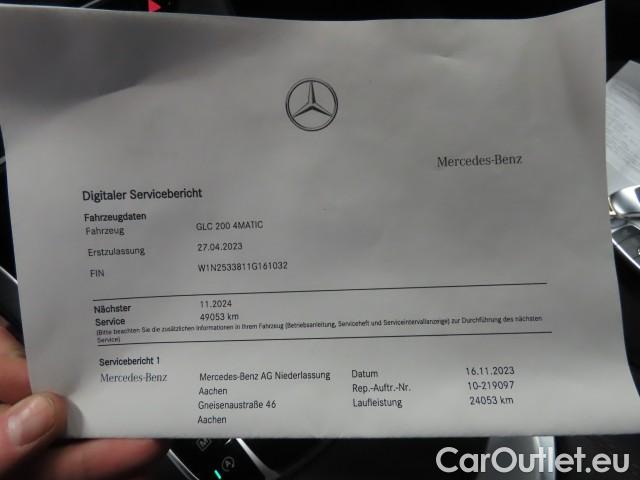 Mercedes-Benz
Digitaler Servicebericht
Fahrzeugdaten
Fahrzeug GLC 200 4MATIC
Erstzulassung 27.04.2023
FIN W1N2533811G161032
Nächster 11.2024
Service 49053 km
(Bitte beachten Sie die zusätzlichen Informationen in Ihrem Fahrzeug (Betriebsanleitung, Serviceheft und Serviceintervallanzeige) zur Durchführung des nächsten
Service)
Servicebericht 1
Mercedes-Benz Mercedes-Benz AG Niederlassung Datum 16.11.2023
Aachen Rep.-Auftr.-Nr. 10-219097
Gneisenaustraße 46 Laufleistung 24053 km
Aachen
CarOutlet.eu